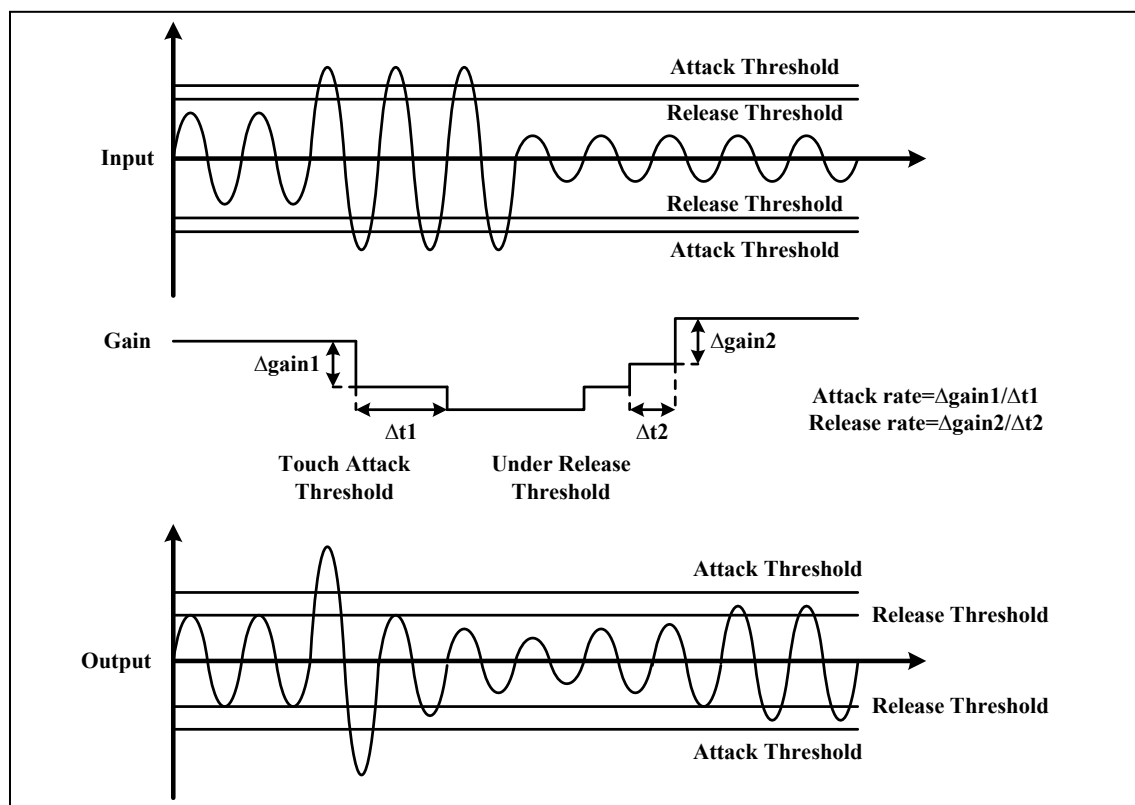 Attack Threshold
Release Threshold
Input
Release Threshold
Attack Threshold
Gain
Δgain1
Δgain2
Attack rate=Δgain1/Δt1
Release rate=Δgain2/Δt2
Δt1
Δt2
Touch Attack
Threshold
Under Release
Threshold
Attack Threshold
Release Threshold
Output
Release Threshold
Attack Threshold